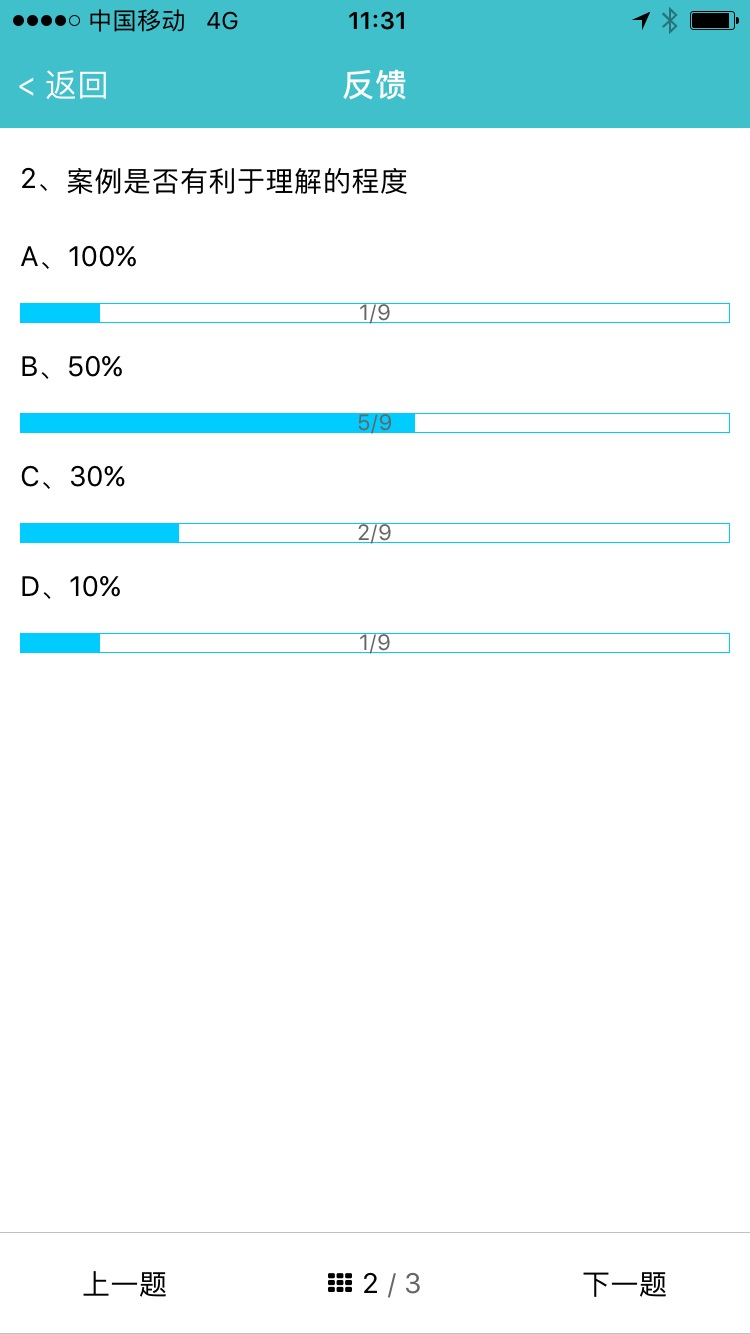 中国移动 4G 11:31
< 返回 反馈
2、案例是否有利于理解的程度
A、100%
1/9
B、50%
5/9
C、30%
2/9
D、10%
1/9
上一题 2 / 3 下一题